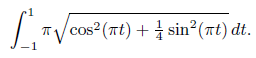 ∫_{-1}^{1} π√(cos²(πt) + ¼ sin²(πt)) dt.